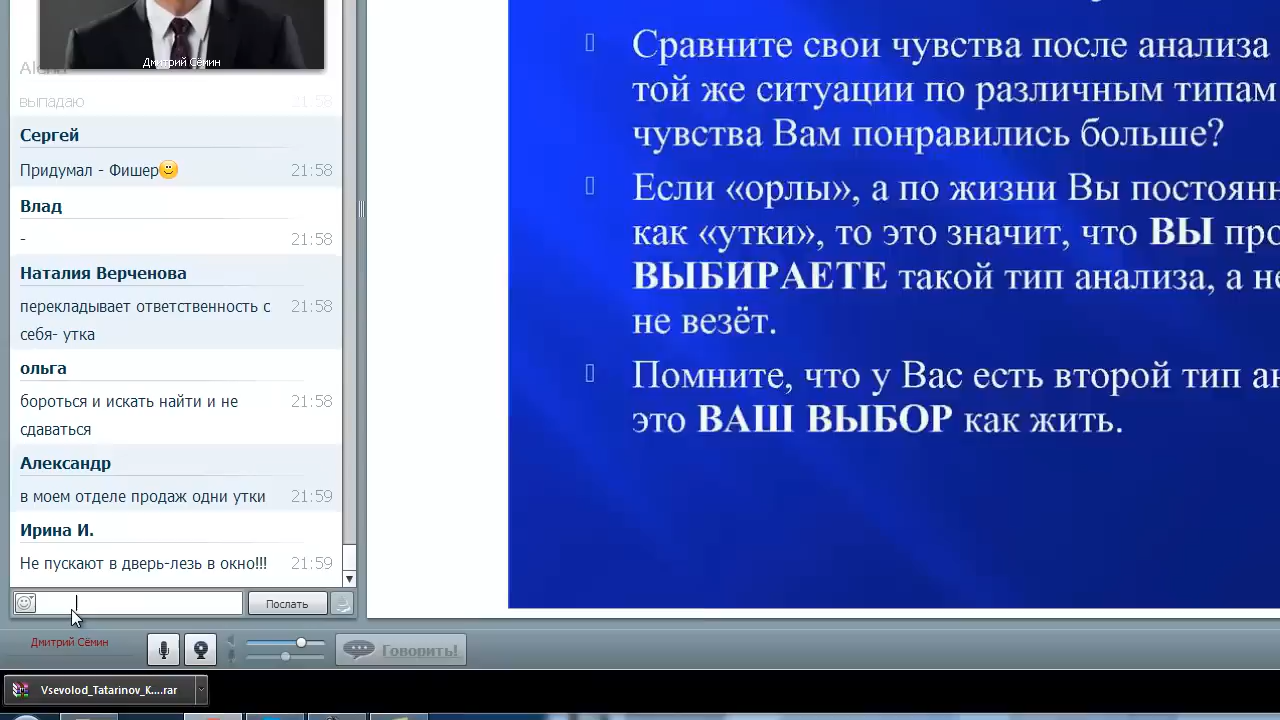 Дмитрий Сёмин
Alena
выпадаю 21:58
Сергей
Придумал - Фишер 21:58
Влад
- 21:58
Наталия Верченова
перекладывает ответственность с 21:58
себя- утка
ольга
бороться и искать найти и не 21:58
сдаваться
Александр
в моем отделе продаж одни утки 21:59
Ирина И.
Не пускают в дверь-лезь в окно!!! 21:59
Послать
Дмитрий Сёмин
Говорить!
Vsevolod_Tatarinov_K....rar
Сравните свои чувства после анализа
той же ситуации по различным типам
чувства Вам понравились больше?
Если «орлы», а по жизни Вы постоянн
как «утки», то это значит, что ВЫ про
ВЫБИРАЕТЕ такой тип анализа, а не
не везёт.
Помните, что у Вас есть второй тип ан
это ВАШ ВЫБОР как жить.